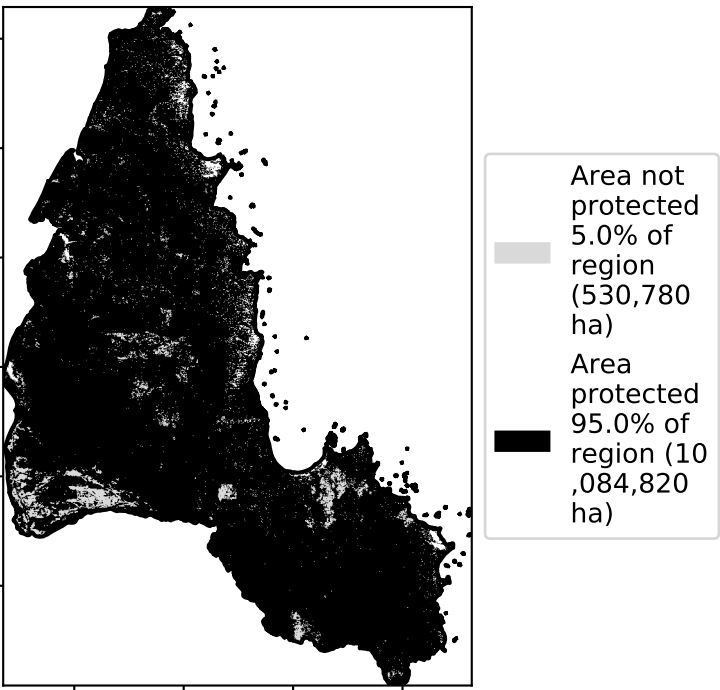 Area not
protected
5.0% of
region
(530,780
ha)
Area
protected
95.0% of
region (10
,084,820
ha)